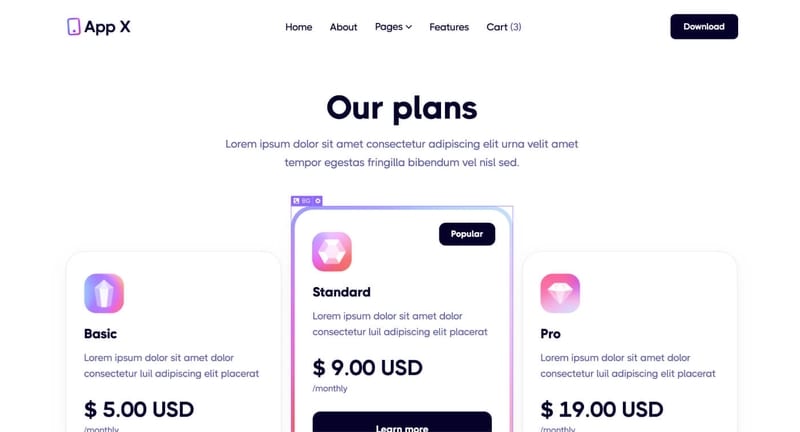 App X
Home
About
Pages
Features
Cart (3)
Download
Our plans
Lorem ipsum dolor sit amet consectetur adipiscing elit urna velit amet
tempor egestas fringilla bibendum vel nisl sed.
BG
Popular
Standard
Lorem ipsum dolor sit amet dolor
consectetur luil adipiscing elit placerat
$ 9.00 USD
/monthly
Learn more
Basic
Lorem ipsum dolor sit amet dolor
consectetur luil adipiscing elit placerat
$ 5.00 USD
/monthly
Pro
Lorem ipsum dolor sit amet dolor
consectetur luil adipiscing elit placerat
$ 19.00 USD
/monthly